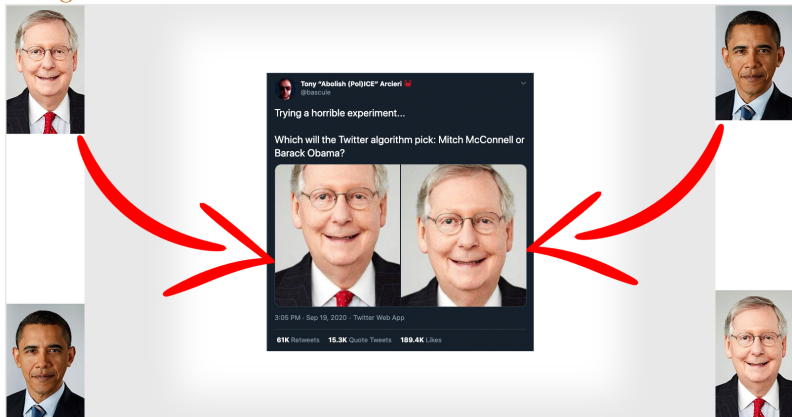 Tony "Abolish (Pol)ICE" Arcieri 🦀
@bascule
Trying a horrible experiment...
Which will the Twitter algorithm pick: Mitch McConnell or
Barack Obama?
3:05 PM · Sep 19, 2020 · Twitter Web App
61K Retweets 15.3K Quote Tweets 189.4K Likes